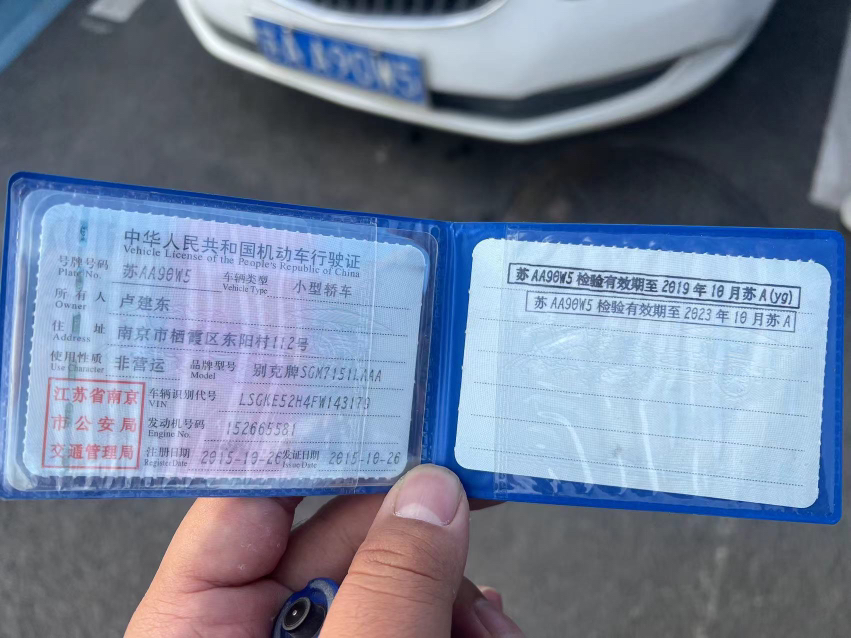 苏AA90W5
中华人民共和国机动车行驶证
Vehicle License of the People's Republic of China
号牌号码 苏AA90W5 车辆类型 小型轿车
Plate No. Vehicle Type
所有人 卢建东
Owner
住址 南京市栖霞区东阳村112号
Address
使用性质 非营运 品牌型号 别克牌SGM7151LAAA
Use Character Model
江苏省南京
市公安局
交通管理局
车辆识别代号 LSGKE52H4FW143170
VIN
发动机号码 152665581
Engine No.
注册日期 2015-10-26 发证日期 2015-10-26
Register Date Issue Date
苏AA90W5检验有效期至2019年10月苏A(yg)
苏AA90W5检验有效期至2023年10月苏A